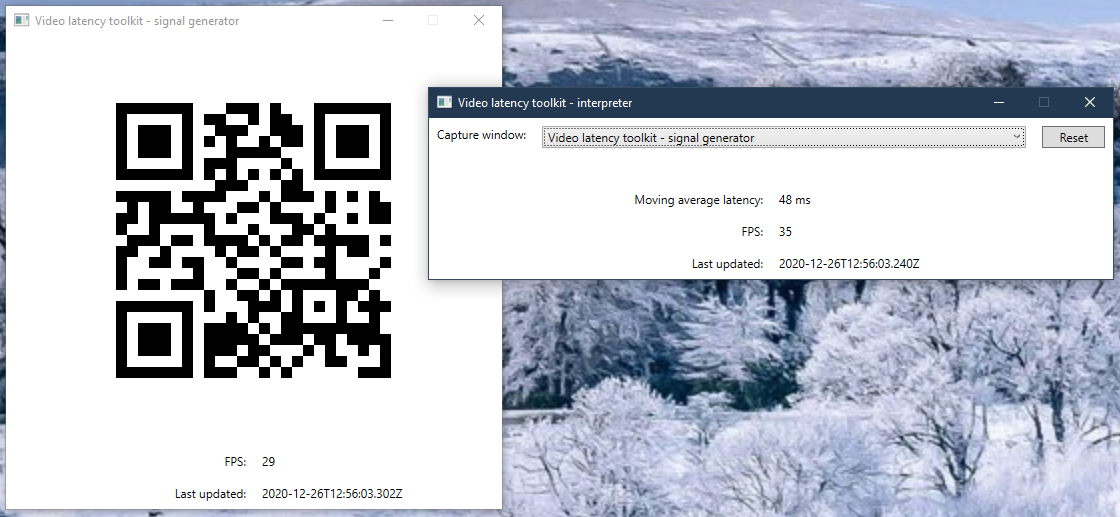 Video latency toolkit - signal generator
FPS: 29
Last updated: 2020-12-26T12:56:03.302Z
Video latency toolkit - interpreter
Capture window: Video latency toolkit - signal generator Reset
Moving average latency: 48 ms
FPS: 35
Last updated: 2020-12-26T12:56:03.240Z